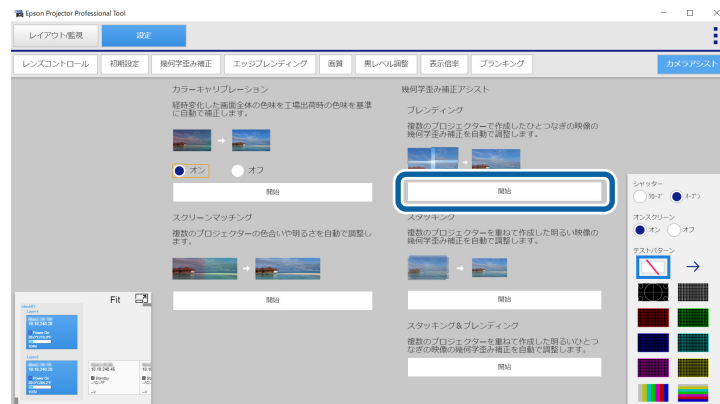 Epson Projector Professional Tool
レイアウト/監視
設定
レンズコントロール
初期設定
幾何学歪み補正
エッジブレンディング
画質
黒レベル調整
表示倍率
ブランキング
カメラアシスト
カラーキャリブレーション
経時変化した画面全体の色味を工場出荷時の色味を基準
に自動で補正します。
オン
オフ
開始
スクリーンマッチング
複数のプロジェクターの色合いや明るさを自動で調整し
ます。
開始
幾何学歪み補正アシスト
ブレンディング
複数のプロジェクターで作成したひとつなぎの映像の
幾何学歪み補正を自動で調整します。
開始
スタッキング
複数のプロジェクターを重ねて作成した明るい映像の
幾何学歪み補正を自動で調整します。
開始
スタッキング&ブレンディング
複数のプロジェクターを重ねて作成した明るいひとつ
なぎの映像の幾何学歪み補正を自動で調整します。
開始
シャッター
クローズ
オープン
オンスクリーン
オン
オフ
テストパターン
Fit
Power On
Standby
Power On